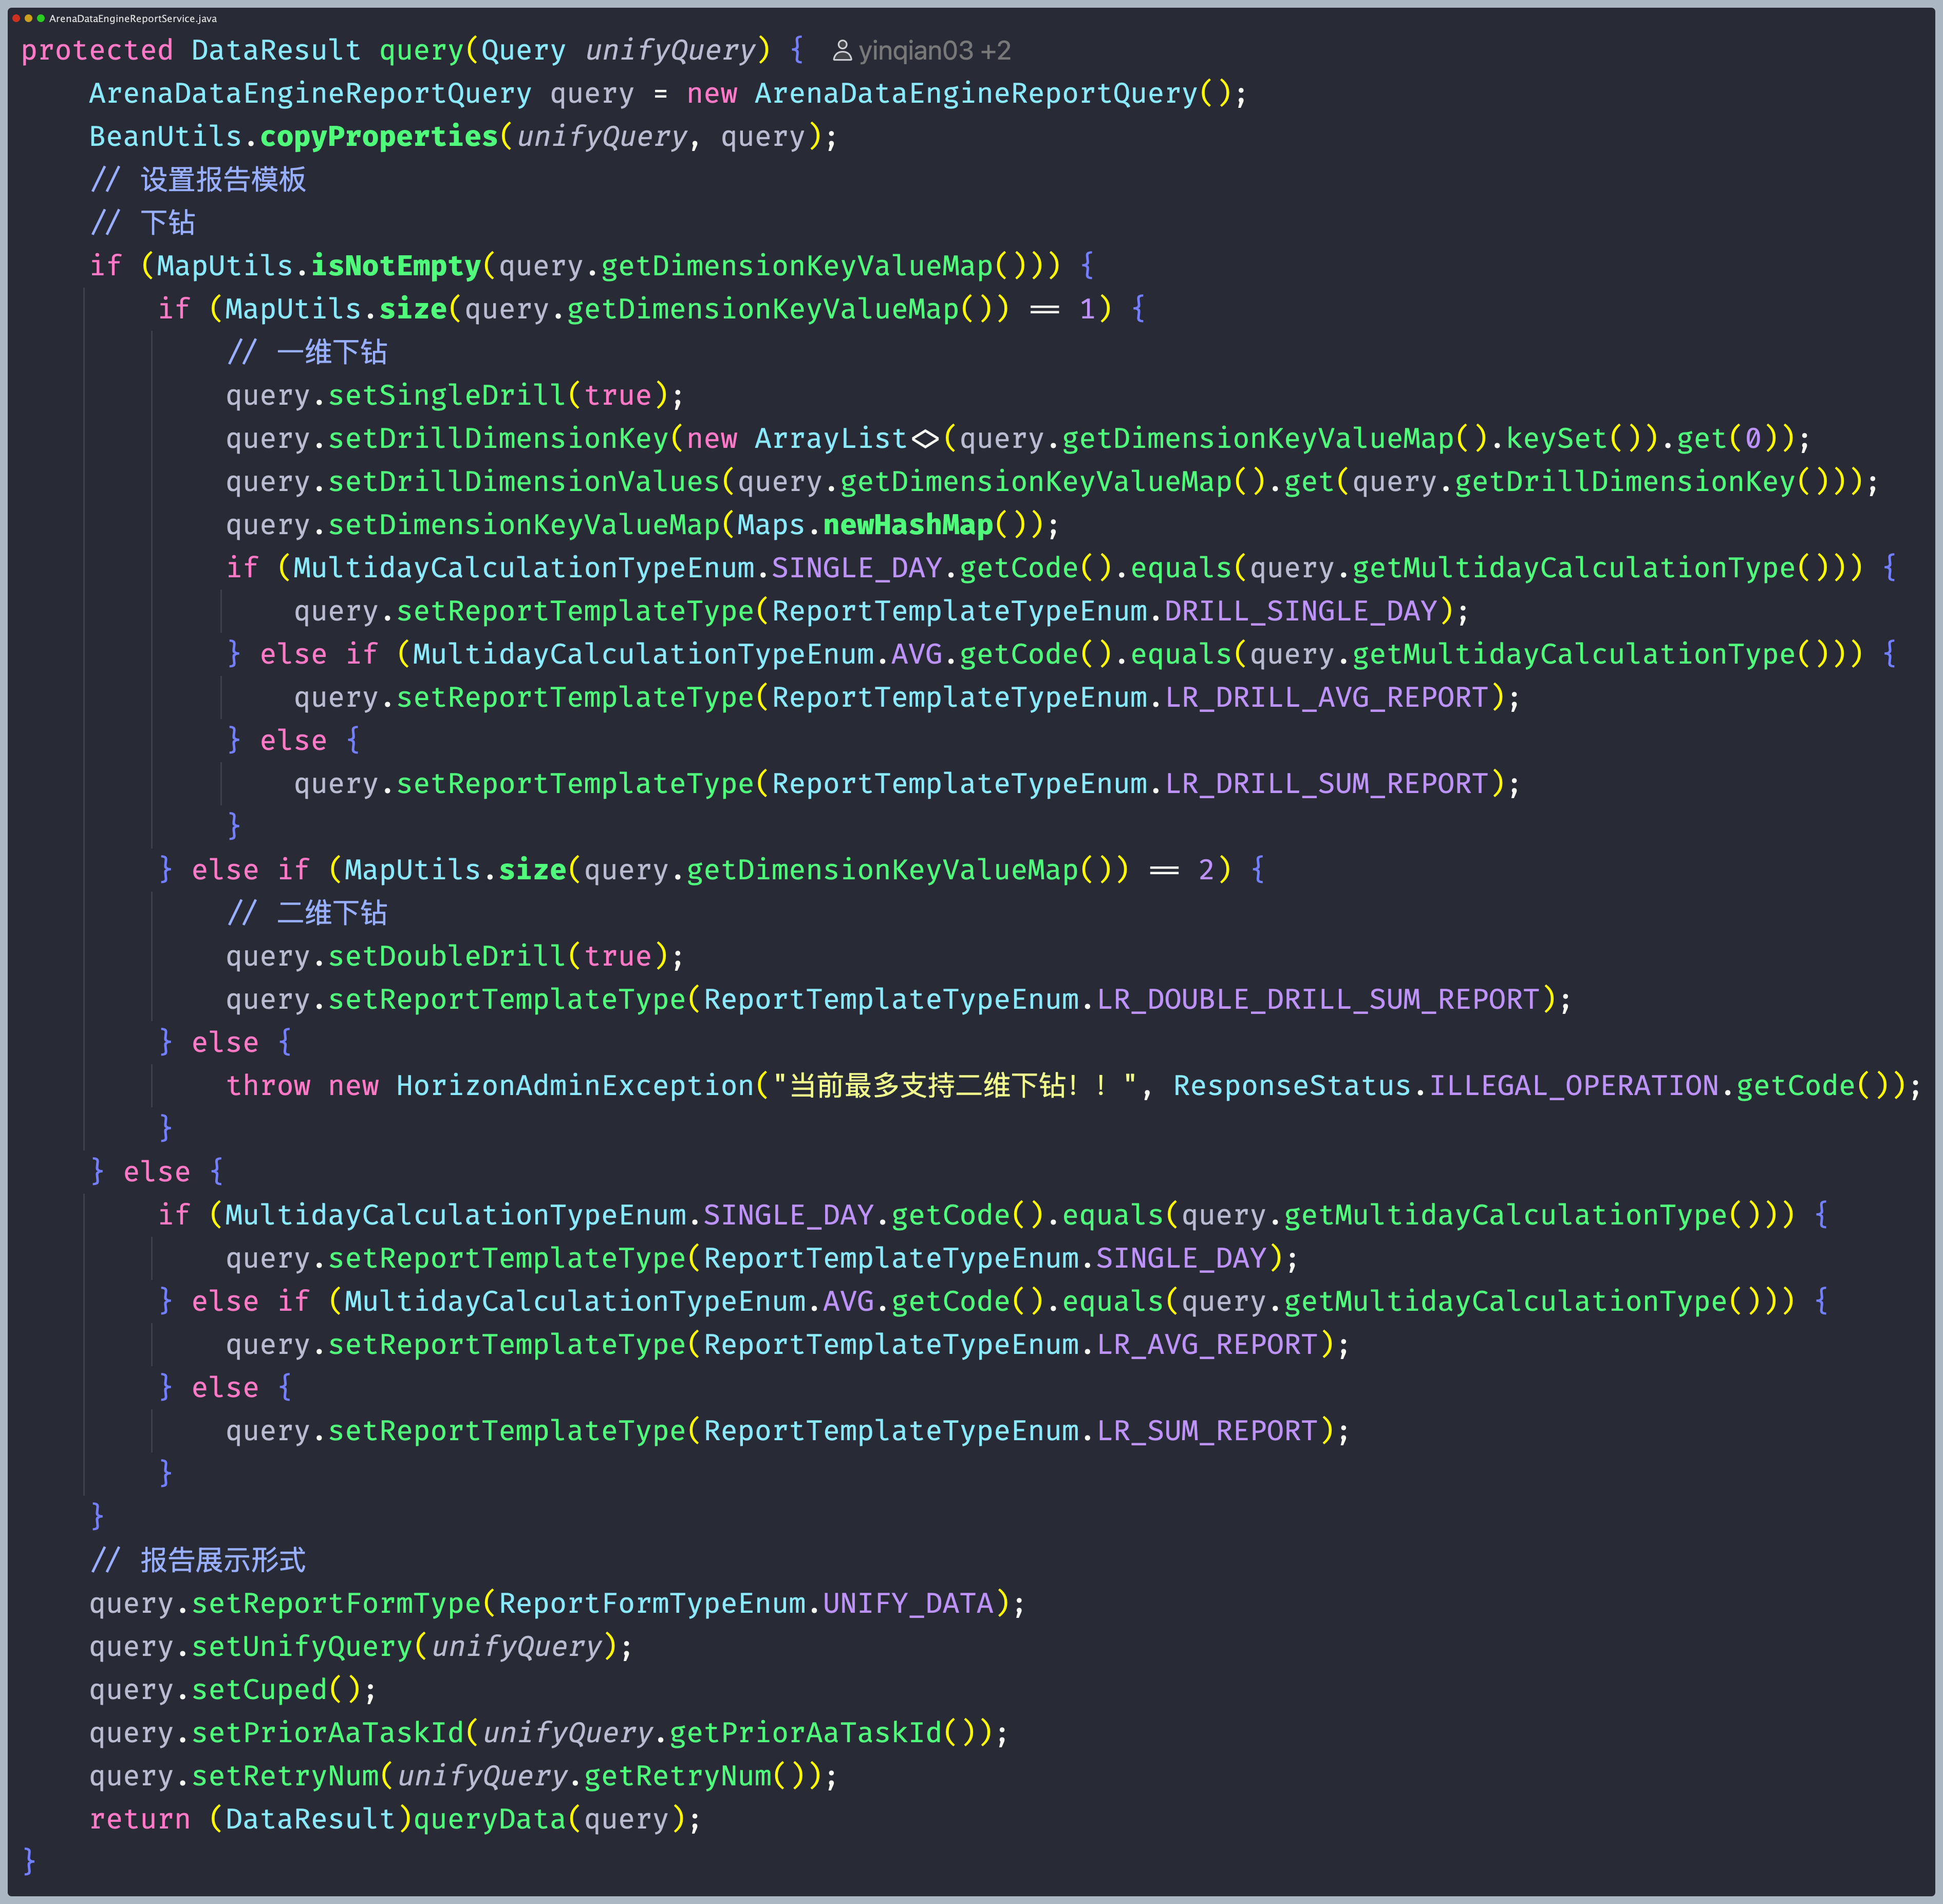 ArenaDataEngineReportService.java
protected DataResult query(Query unifyQuery) { yinqian03 +2
    ArenaDataEngineReportQuery query = new ArenaDataEngineReportQuery();
    BeanUtils.copyProperties(unifyQuery, query);
    // 设置报告模板
    // 下钻
    if (MapUtils.isNotEmpty(query.getDimensionKeyValueMap())) {
        if (MapUtils.size(query.getDimensionKeyValueMap()) == 1) {
            // 一维下钻
            query.setSingleDrill(true);
            query.setDrillDimensionKey(new ArrayList<>(query.getDimensionKeyValueMap().keySet()).get(0));
            query.setDrillDimensionValues(query.getDimensionKeyValueMap().get(query.getDrillDimensionKey()));
            query.setDimensionKeyValueMap(Maps.newHashMap());
            if (MultidayCalculationTypeEnum.SINGLE_DAY.getCode().equals(query.getMultidayCalculationType())) {
                query.setReportTemplateType(ReportTemplateTypeEnum.DRILL_SINGLE_DAY);
            } else if (MultidayCalculationTypeEnum.AVG.getCode().equals(query.getMultidayCalculationType())) {
                query.setReportTemplateType(ReportTemplateTypeEnum.LR_DRILL_AVG_REPORT);
            } else {
                query.setReportTemplateType(ReportTemplateTypeEnum.LR_DRILL_SUM_REPORT);
            }
        } else if (MapUtils.size(query.getDimensionKeyValueMap()) == 2) {
            // 二维下钻
            query.setDoubleDrill(true);
            query.setReportTemplateType(ReportTemplateTypeEnum.LR_DOUBLE_DRILL_SUM_REPORT);
        } else {
            throw new HorizonAdminException("当前最多支持二维下钻！！", ResponseStatus.ILLEGAL_OPERATION.getCode());
        }
    } else {
        if (MultidayCalculationTypeEnum.SINGLE_DAY.getCode().equals(query.getMultidayCalculationType())) {
            query.setReportTemplateType(ReportTemplateTypeEnum.SINGLE_DAY);
        } else if (MultidayCalculationTypeEnum.AVG.getCode().equals(query.getMultidayCalculationType())) {
            query.setReportTemplateType(ReportTemplateTypeEnum.LR_AVG_REPORT);
        } else {
            query.setReportTemplateType(ReportTemplateTypeEnum.LR_SUM_REPORT);
        }
    }
    // 报告展示形式
    query.setReportFormType(ReportFormTypeEnum.UNIFY_DATA);
    query.setUnifyQuery(unifyQuery);
    query.setCuped();
    query.setPriorAaTaskId(unifyQuery.getPriorAaTaskId());
    query.setRetryNum(unifyQuery.getRetryNum());
    return (DataResult)queryData(query);
}